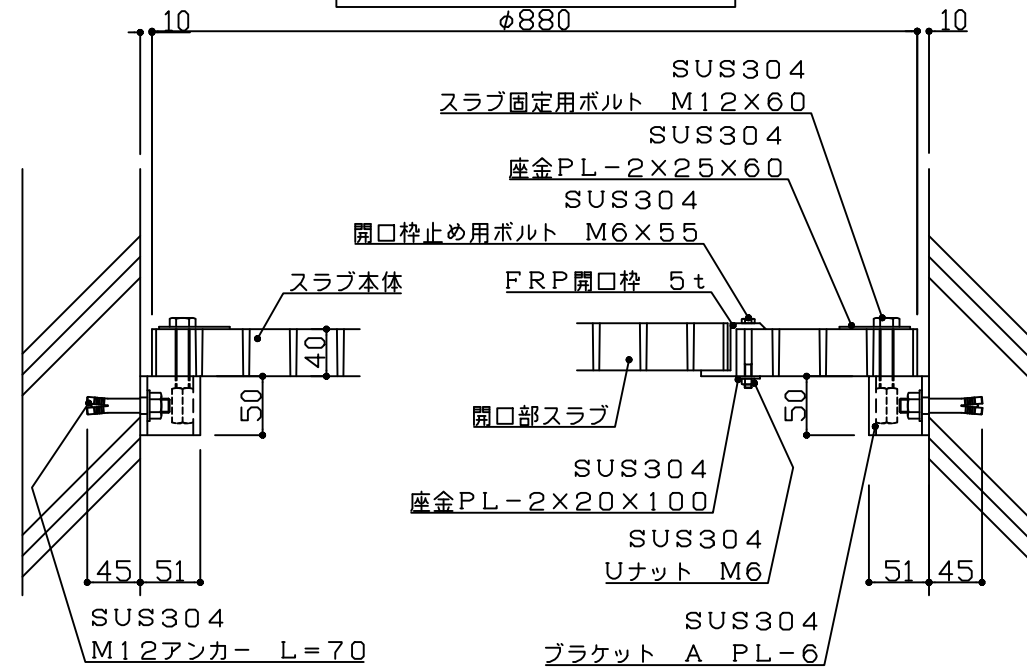 10
φ880
10
SUS304
スラブ固定用ボルト M12×60
SUS304
座金PL-2×25×60
SUS304
開口枠止め用ボルト M6×55
スラブ本体
FRP開口枠 5t
40
50
50
開口部スラブ
SUS304
座金PL-2×20×100
SUS304
Uナット M6
45
51
51
45
SUS304
M12アンカー L=70
SUS304
ブラケット A PL-6